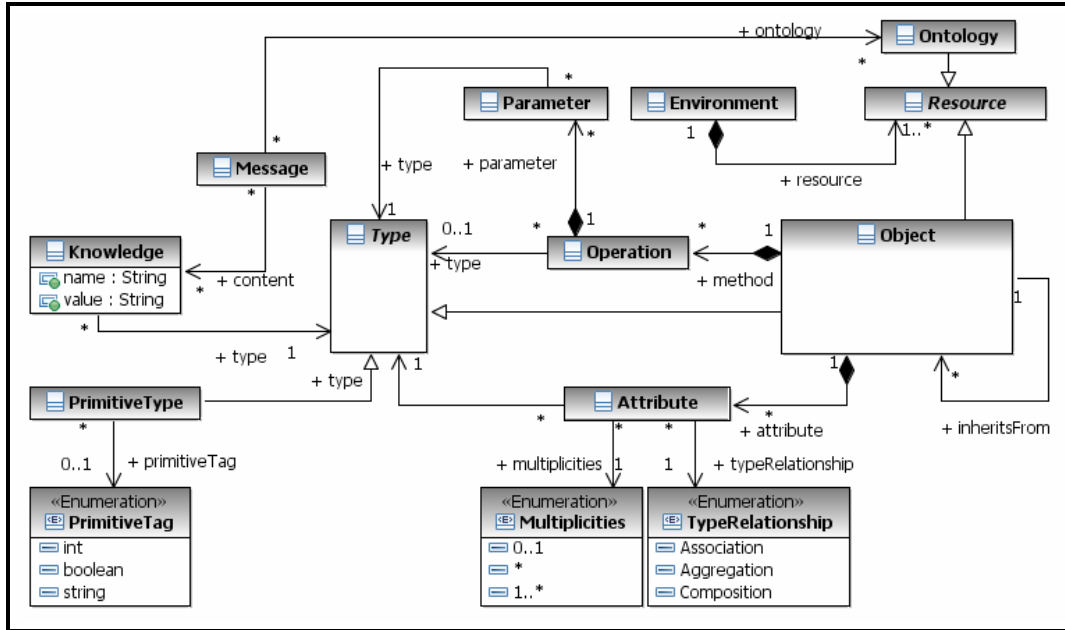 + ontology
Ontology
*
Parameter
*
Environment
Resource
*
1
1..*
*
Message
*
+ type
+ parameter
+ resource
1
Type
0..1
*
1
*
1
Object
Knowledge
name : String
value : String
+ content
*
+ type
Operation
+ method
1
*
+ type
1
+ type
1
1
*
PrimitiveType
*
Attribute
*
+ attribute
+ inheritsFrom
*
*
*
0..1
+ primitiveTag
+ multiplicities
1
1
+ typeRelationship
«Enumeration»
PrimitiveTag
int
boolean
string
«Enumeration»
Multiplicities
0..1
*
1..*
«Enumeration»
TypeRelationship
Association
Aggregation
Composition